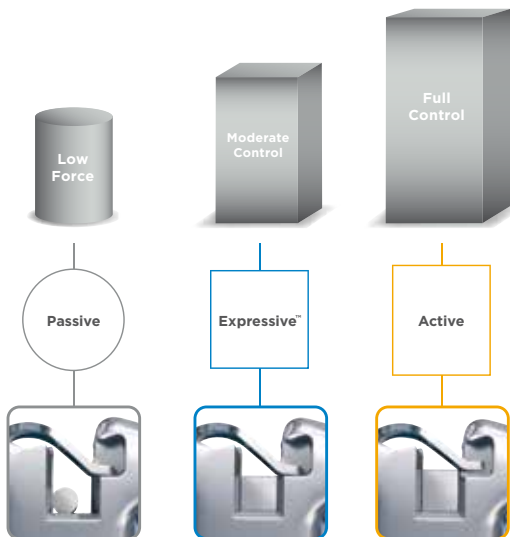 Low
Force
Moderate
Control
Full
Control
Passive
Expressive™
Active